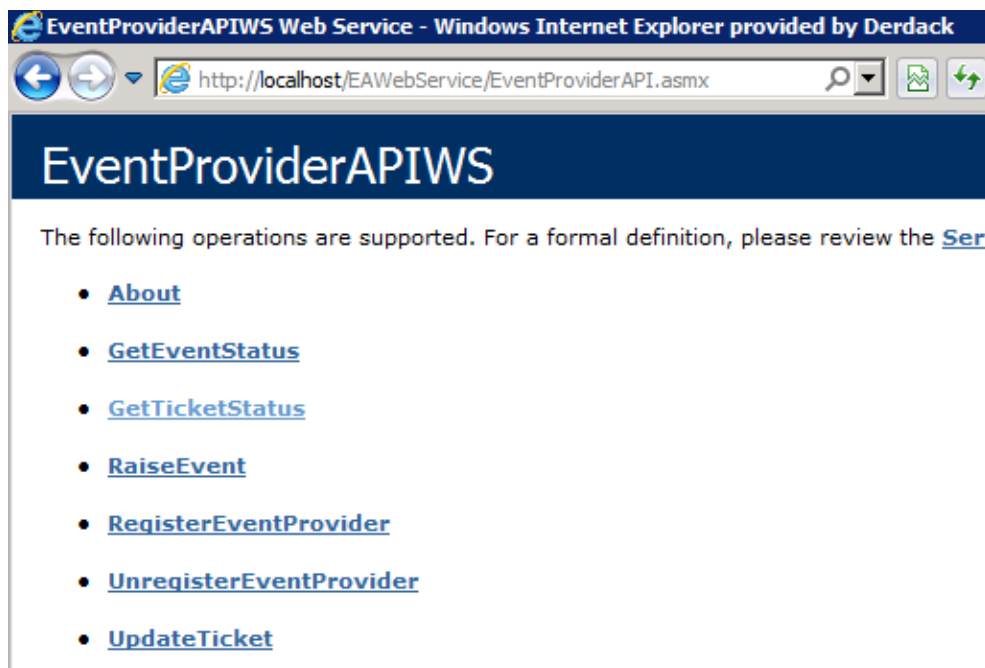 EventProviderAPIWS Web Service - Windows Internet Explorer provided by Derdack
http://localhost/EAWebService/EventProviderAPI.asmx
EventProviderAPIWS
The following operations are supported. For a formal definition, please review the Ser
About
GetEventStatus
GetTicketStatus
RaiseEvent
RegisterEventProvider
UnregisterEventProvider
UpdateTicket